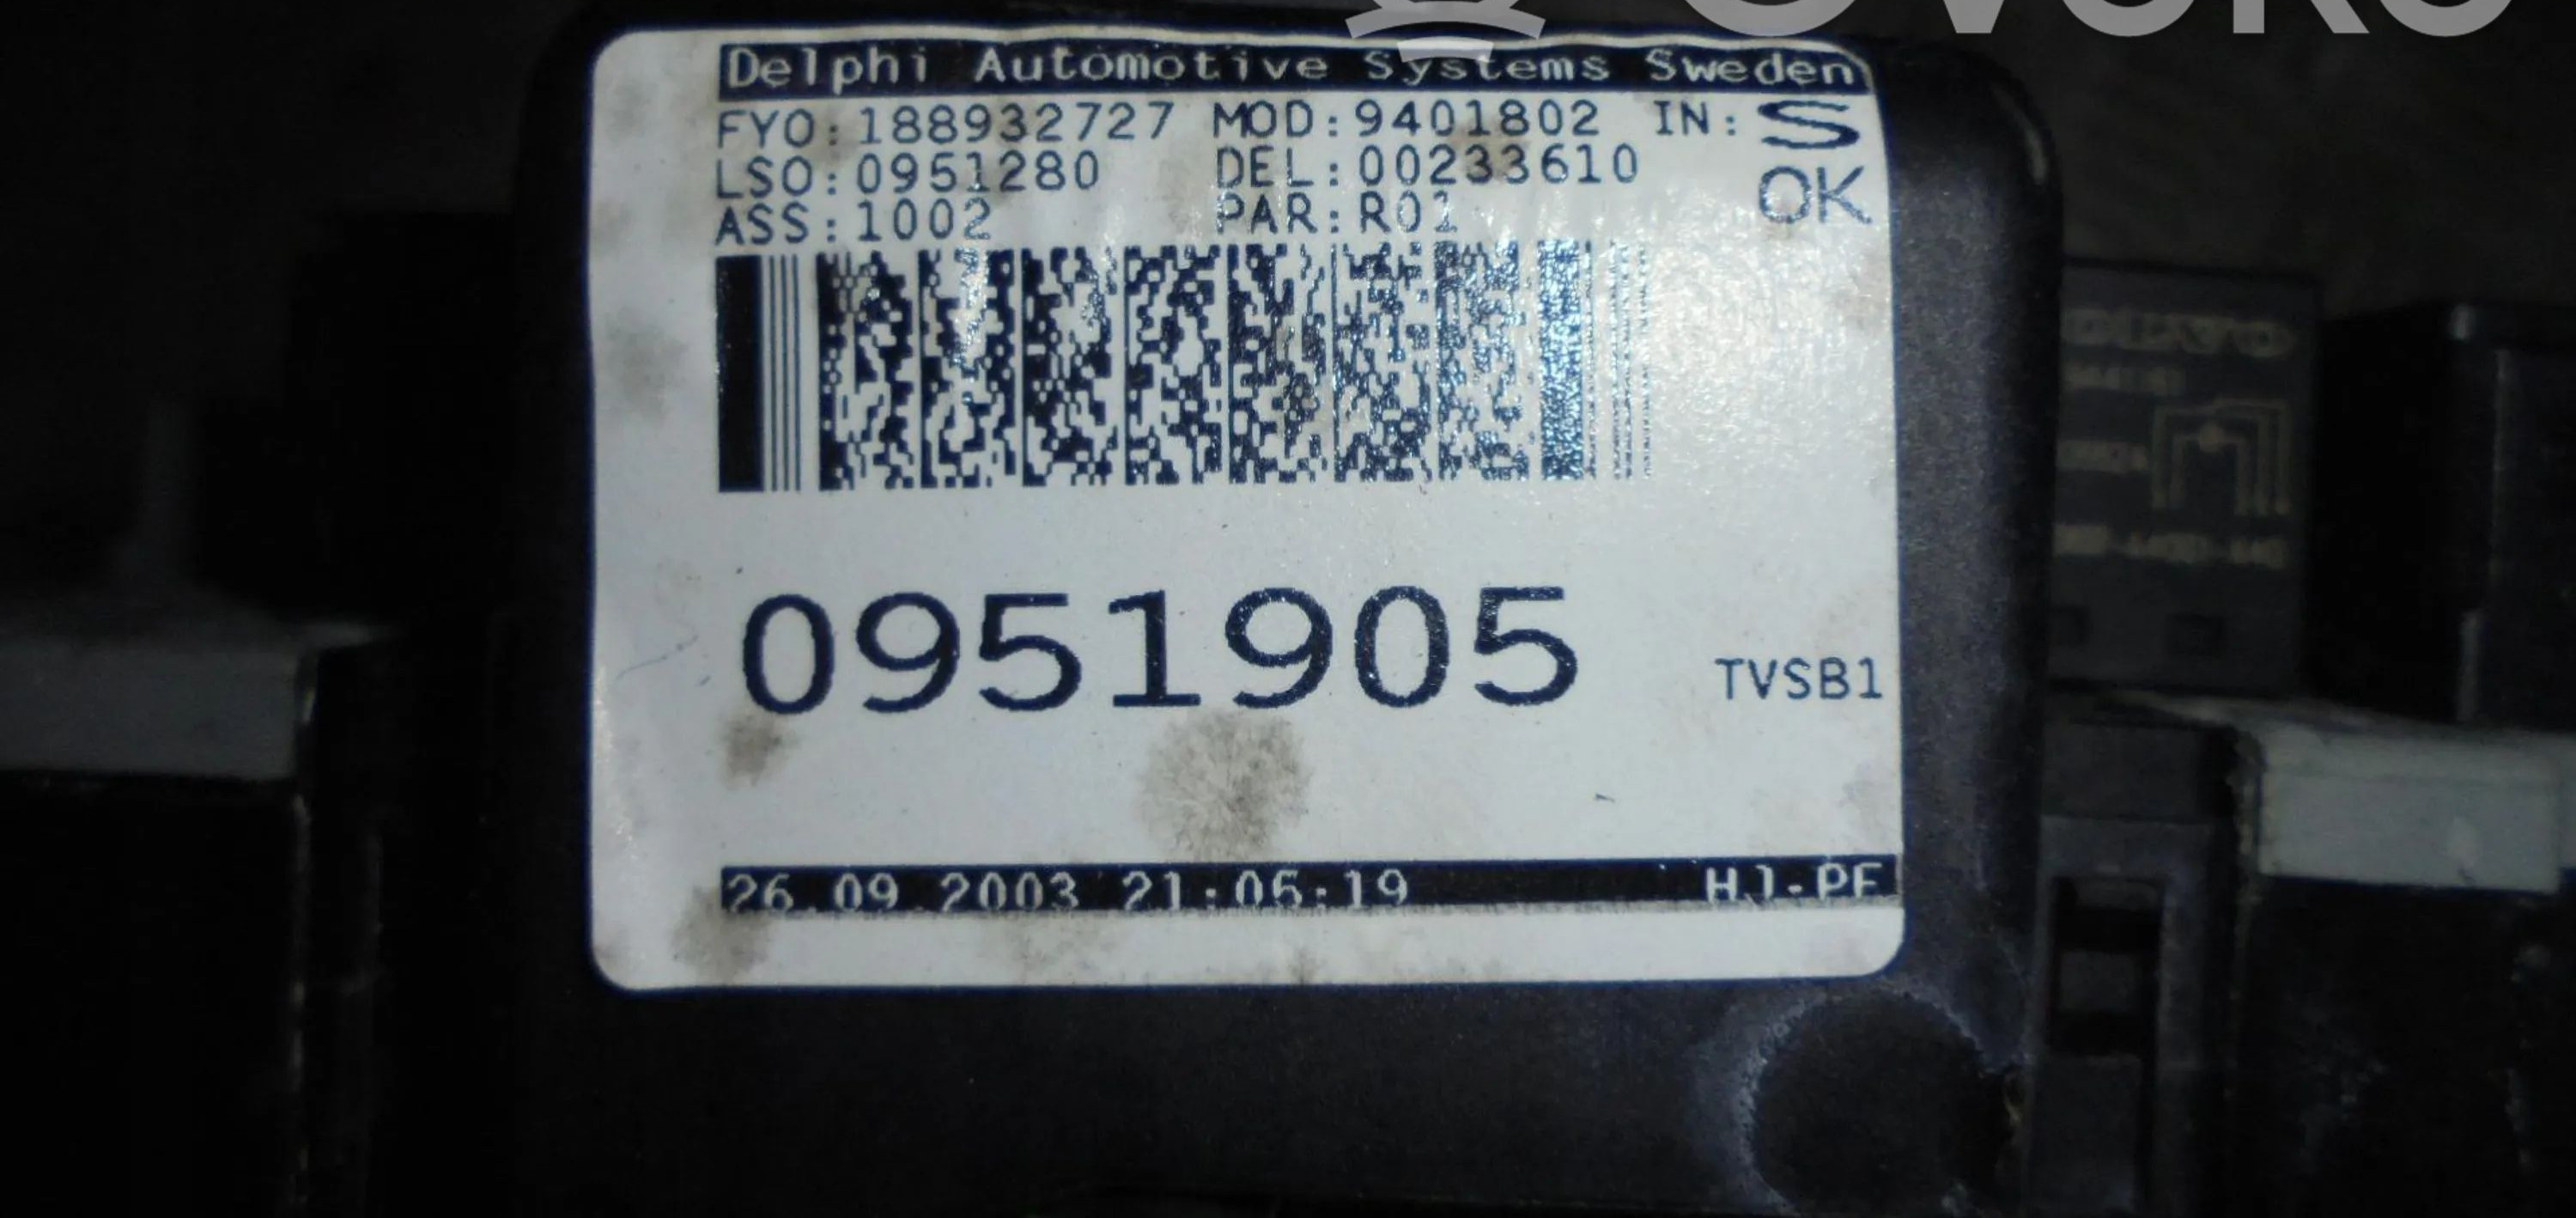 Delphi Automotive Systems Sweden
FYO:188932727 MOD:9401802 IN: S
LSO:0951280 DEL:00233610 OK
ASS:1002 PAR:R01
0951905 TVSB1
26.09.2003 21:06:19